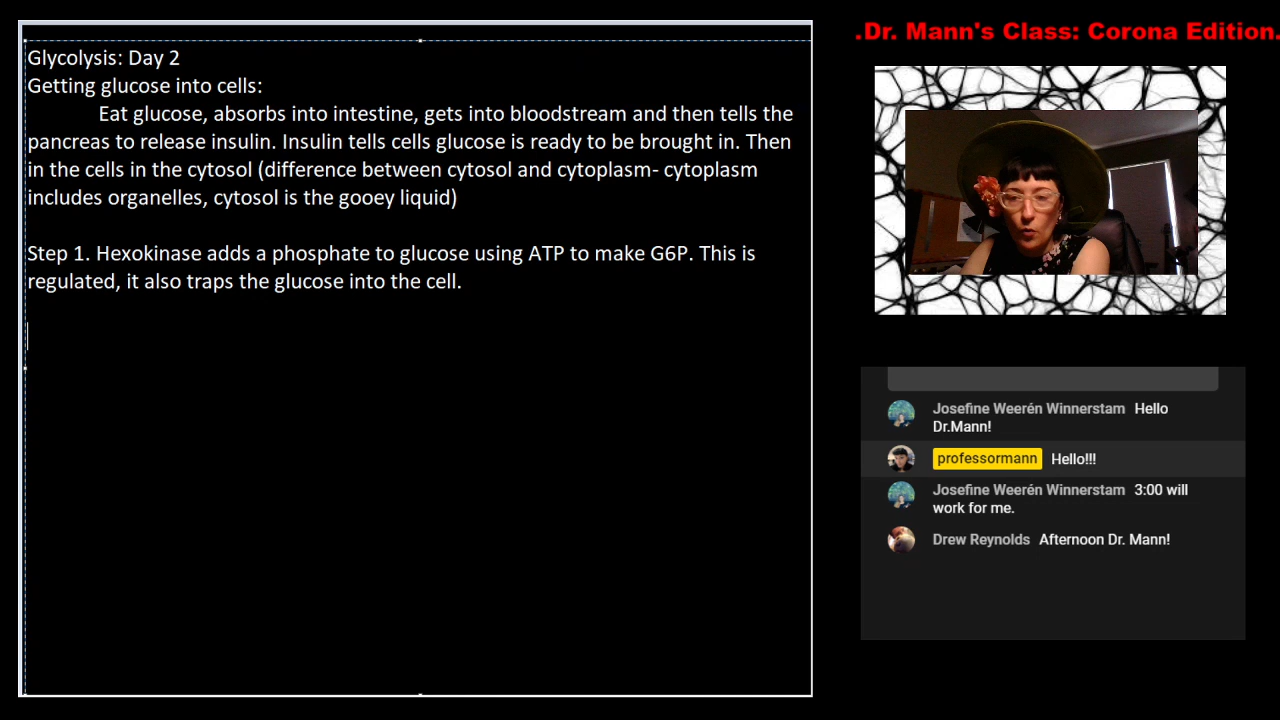 .Dr. Mann's Class: Corona Edition.
Glycolysis: Day 2
Getting glucose into cells:
Eat glucose, absorbs into intestine, gets into bloodstream and then tells the
pancreas to release insulin. Insulin tells cells glucose is ready to be brought in. Then
in the cells in the cytosol (difference between cytosol and cytoplasm- cytoplasm
includes organelles, cytosol is the gooey liquid)
Step 1. Hexokinase adds a phosphate to glucose using ATP to make G6P. This is
regulated, it also traps the glucose into the cell.
Josefine Weerén Winnerstam Hello
Dr.Mann!
professormann Hello!!!
Josefine Weerén Winnerstam 3:00 will
work for me.
Drew Reynolds Afternoon Dr. Mann!